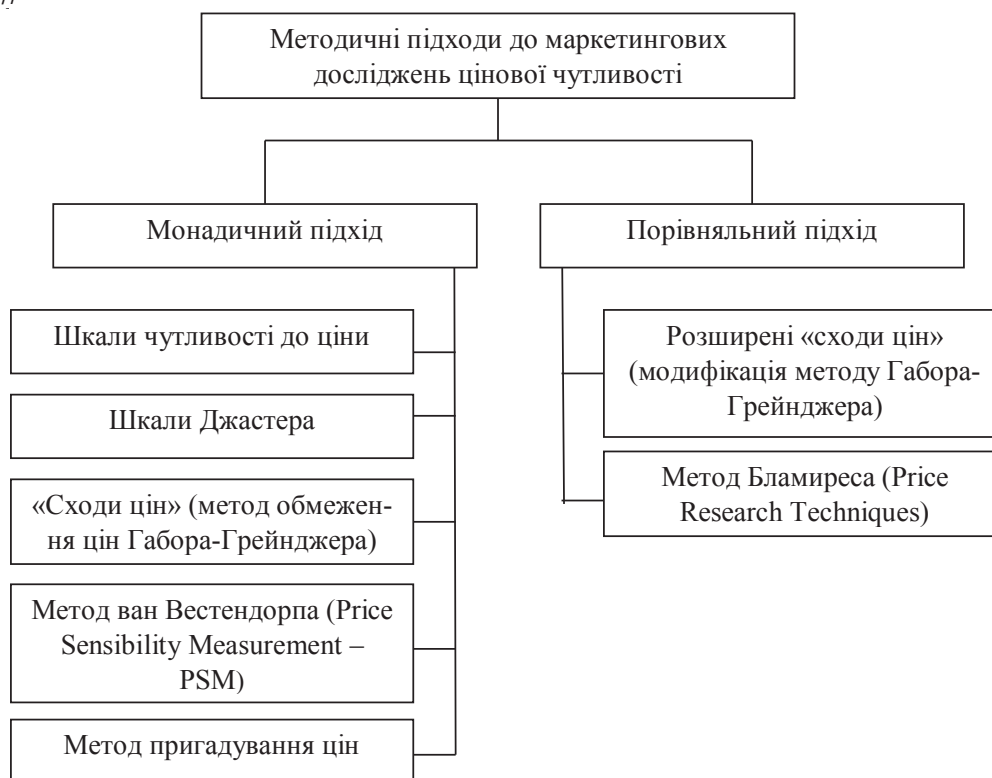 Методичні підходи до маркетингових
досліджень цінової чутливості
Монадичний підхід
Порівняльний підхід
Шкали чутливості до ціни
Шкали Джастера
«Сходи цін» (метод обмежен-
ня цін Габора-Грейнджера)
Метод ван Вестендорпа (Price
Sensibility Measurement –
PSM)
Метод пригадування цін
Розширені «сходи цін»
(модифікація методу Габора-
Грейнджера)
Метод Бламиреса (Price
Research Techniques)